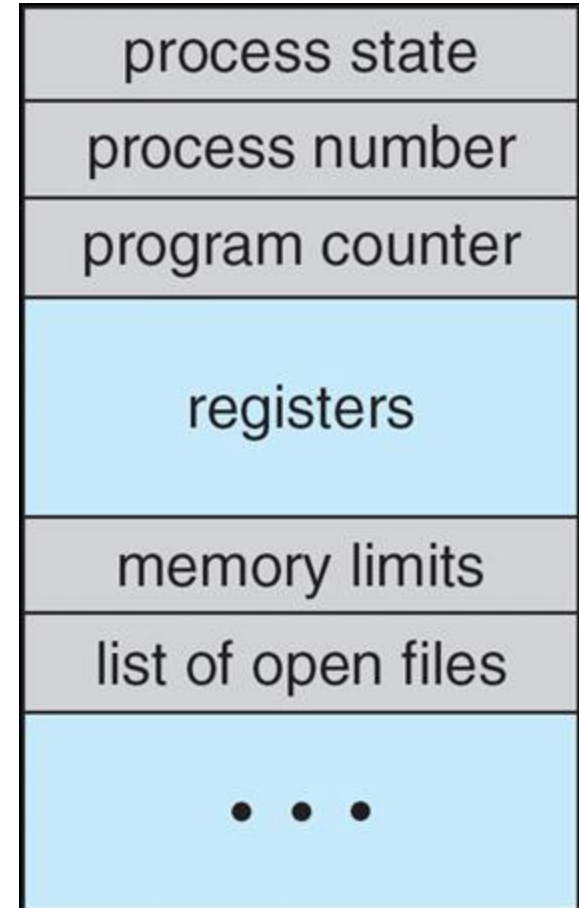 process state
process number
program counter
registers
memory limits
list of open files
• • •